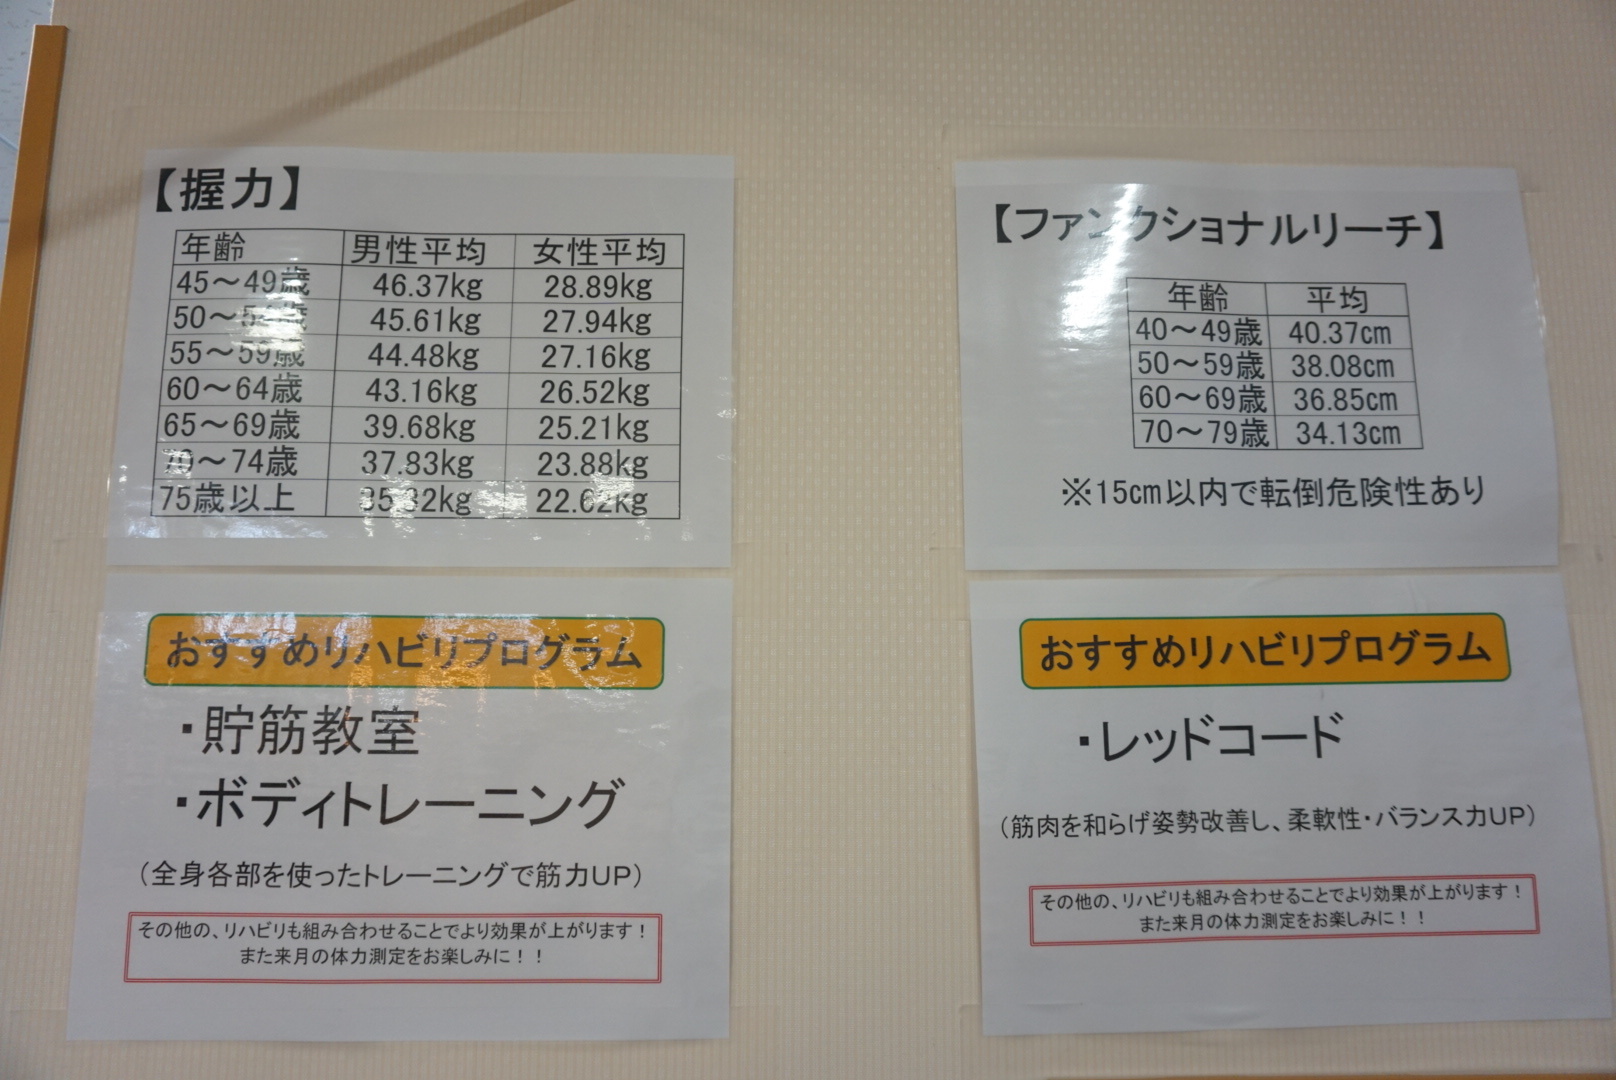 【握力】
年齢 男性平均 女性平均
45～49歳 46.37kg 28.89kg
50～54歳 45.61kg 27.94kg
55～59歳 44.48kg 27.16kg
60～64歳 43.16kg 26.52kg
65～69歳 39.68kg 25.21kg
70～74歳 37.83kg 23.88kg
75歳以上
おすすめリハビリプログラム
・貯筋教室
・ボディトレーニング
（全身各部を使ったトレーニングで筋力UP）
その他の、リハビリも組み合わせることでより効果が上がります！
また来月の体力測定をお楽しみに！！
【ファンクショナルリーチ】
年齢 平均
40～49歳 40.37cm
50～59歳 38.08cm
60～69歳 36.85cm
70～79歳 34.13cm
※15cm以内で転倒危険性あり
おすすめリハビリプログラム
・レッドコード
（筋肉を和らげ姿勢改善し、柔軟性・バランス力UP）
その他の、リハビリも組み合わせることでより効果が上がります！
また来月の体力測定をお楽しみに！！